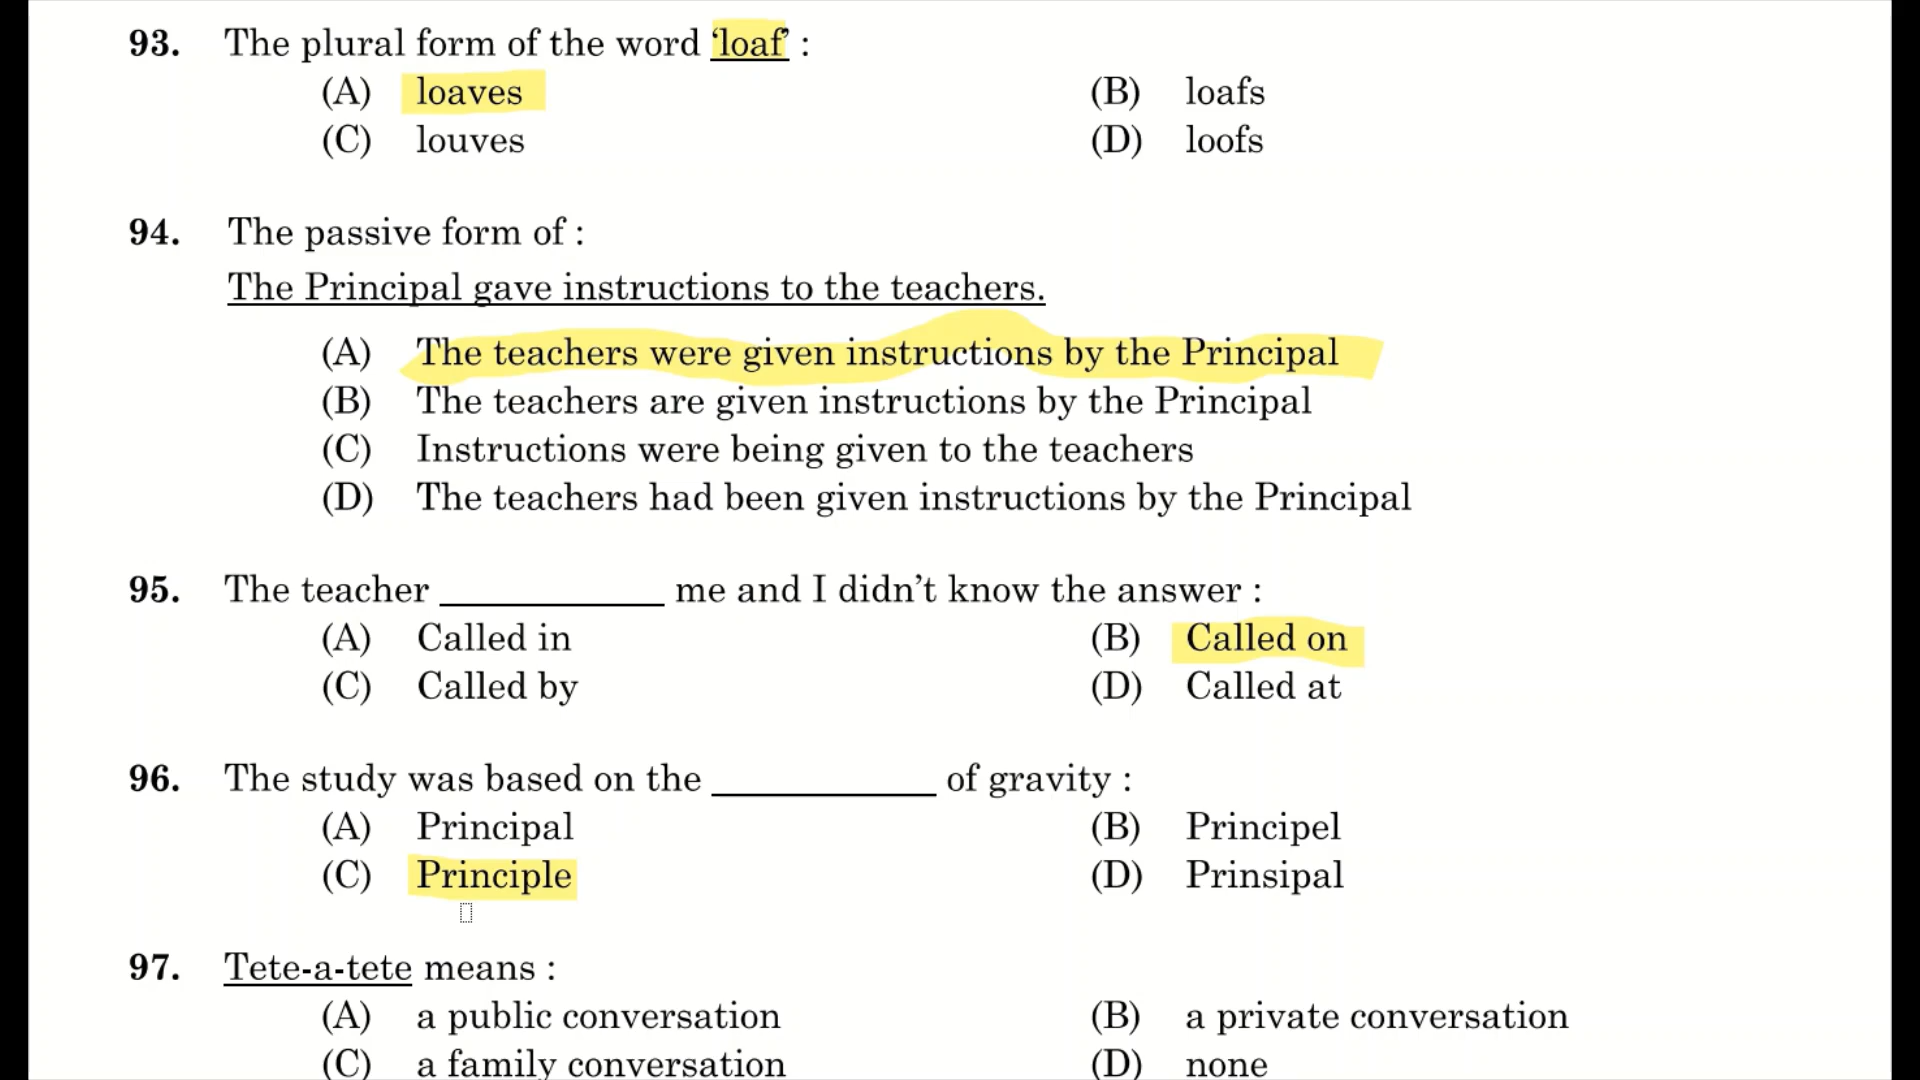 93. The plural form of the word ‘loaf’ :
(A) loaves (B) loafs
(C) louves (D) loofs
94. The passive form of :
The Principal gave instructions to the teachers.
(A) The teachers were given instructions by the Principal
(B) The teachers are given instructions by the Principal
(C) Instructions were being given to the teachers
(D) The teachers had been given instructions by the Principal
95. The teacher ____________ me and I didn’t know the answer :
(A) Called in (B) Called on
(C) Called by (D) Called at
96. The study was based on the ____________ of gravity :
(A) Principal (B) Principel
(C) Principle (D) Prinsipal
97. Tete-a-tete means :
(A) a public conversation (B) a private conversation
(C) a family conversation (D) none